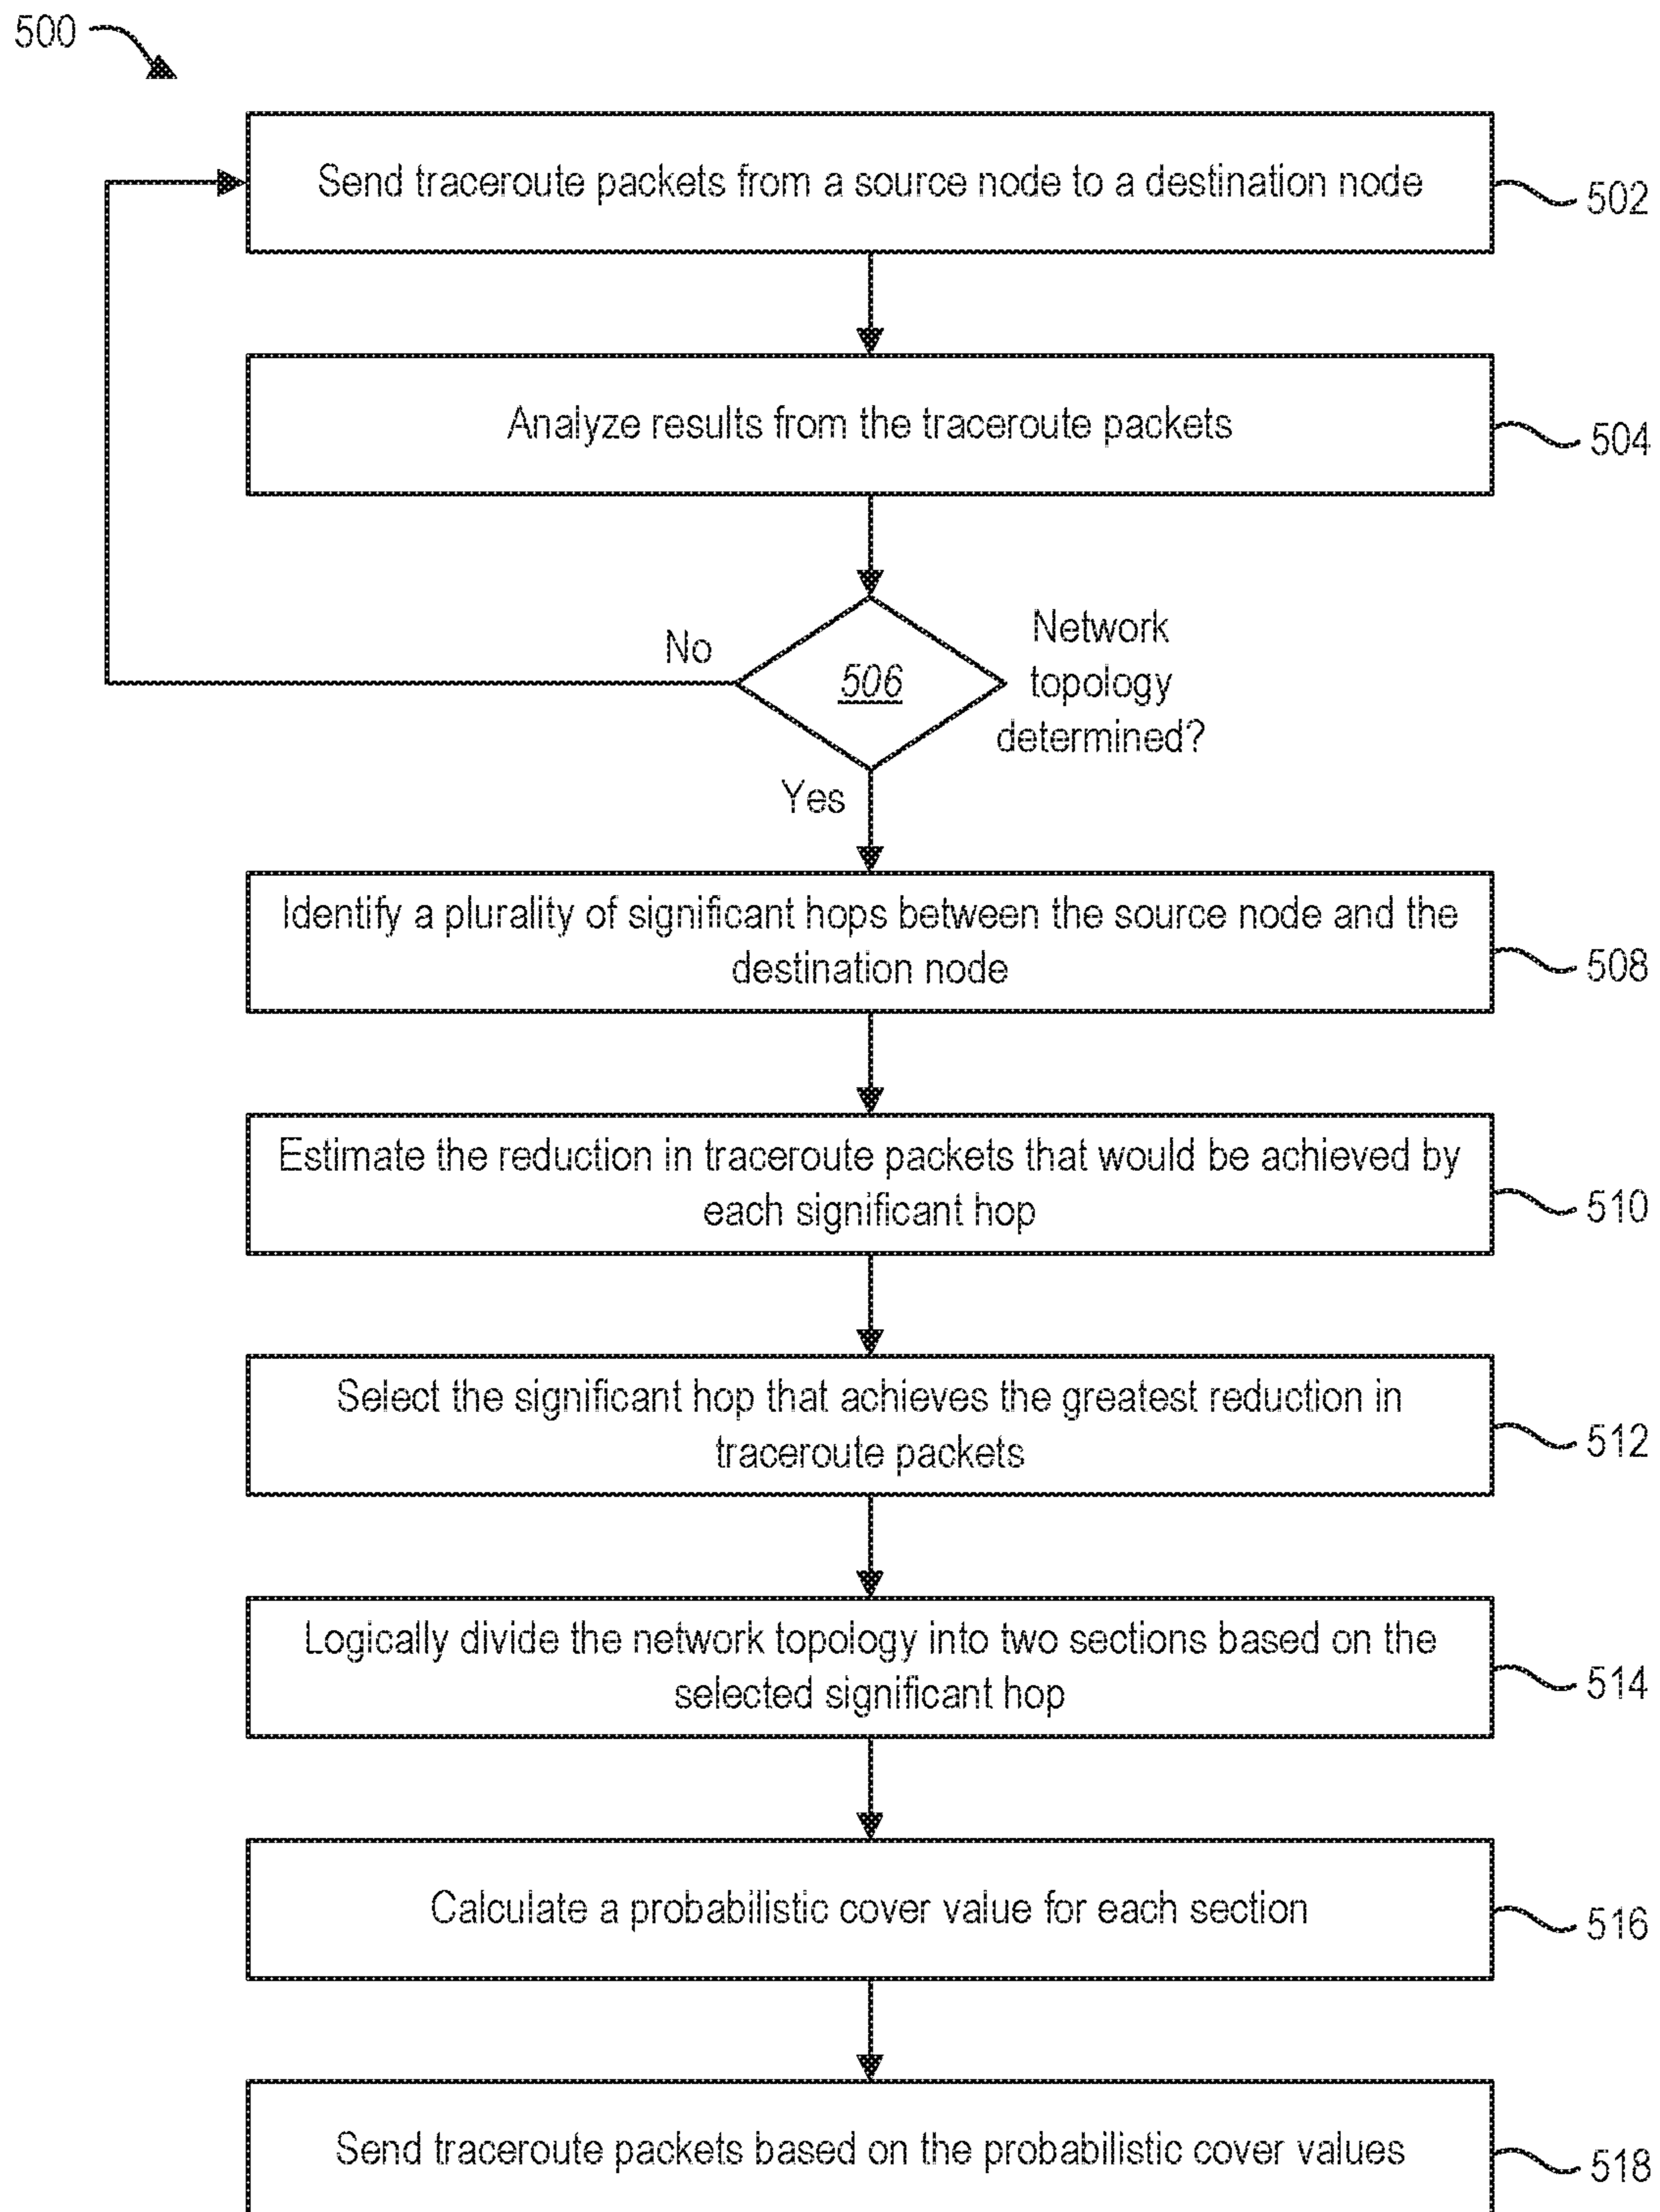 500
Send traceroute packets from a source node to a destination node
502
Analyze results from the traceroute packets
504
No
506
Network
topology
determined?
Yes
Identify a plurality of significant hops between the source node and the
destination node
508
Estimate the reduction in traceroute packets that would be achieved by
each significant hop
510
Select the significant hop that achieves the greatest reduction in
traceroute packets
512
Logically divide the network topology into two sections based on the
selected significant hop
514
Calculate a probabilistic cover value for each section
516
Send traceroute packets based on the probabilistic cover values
518